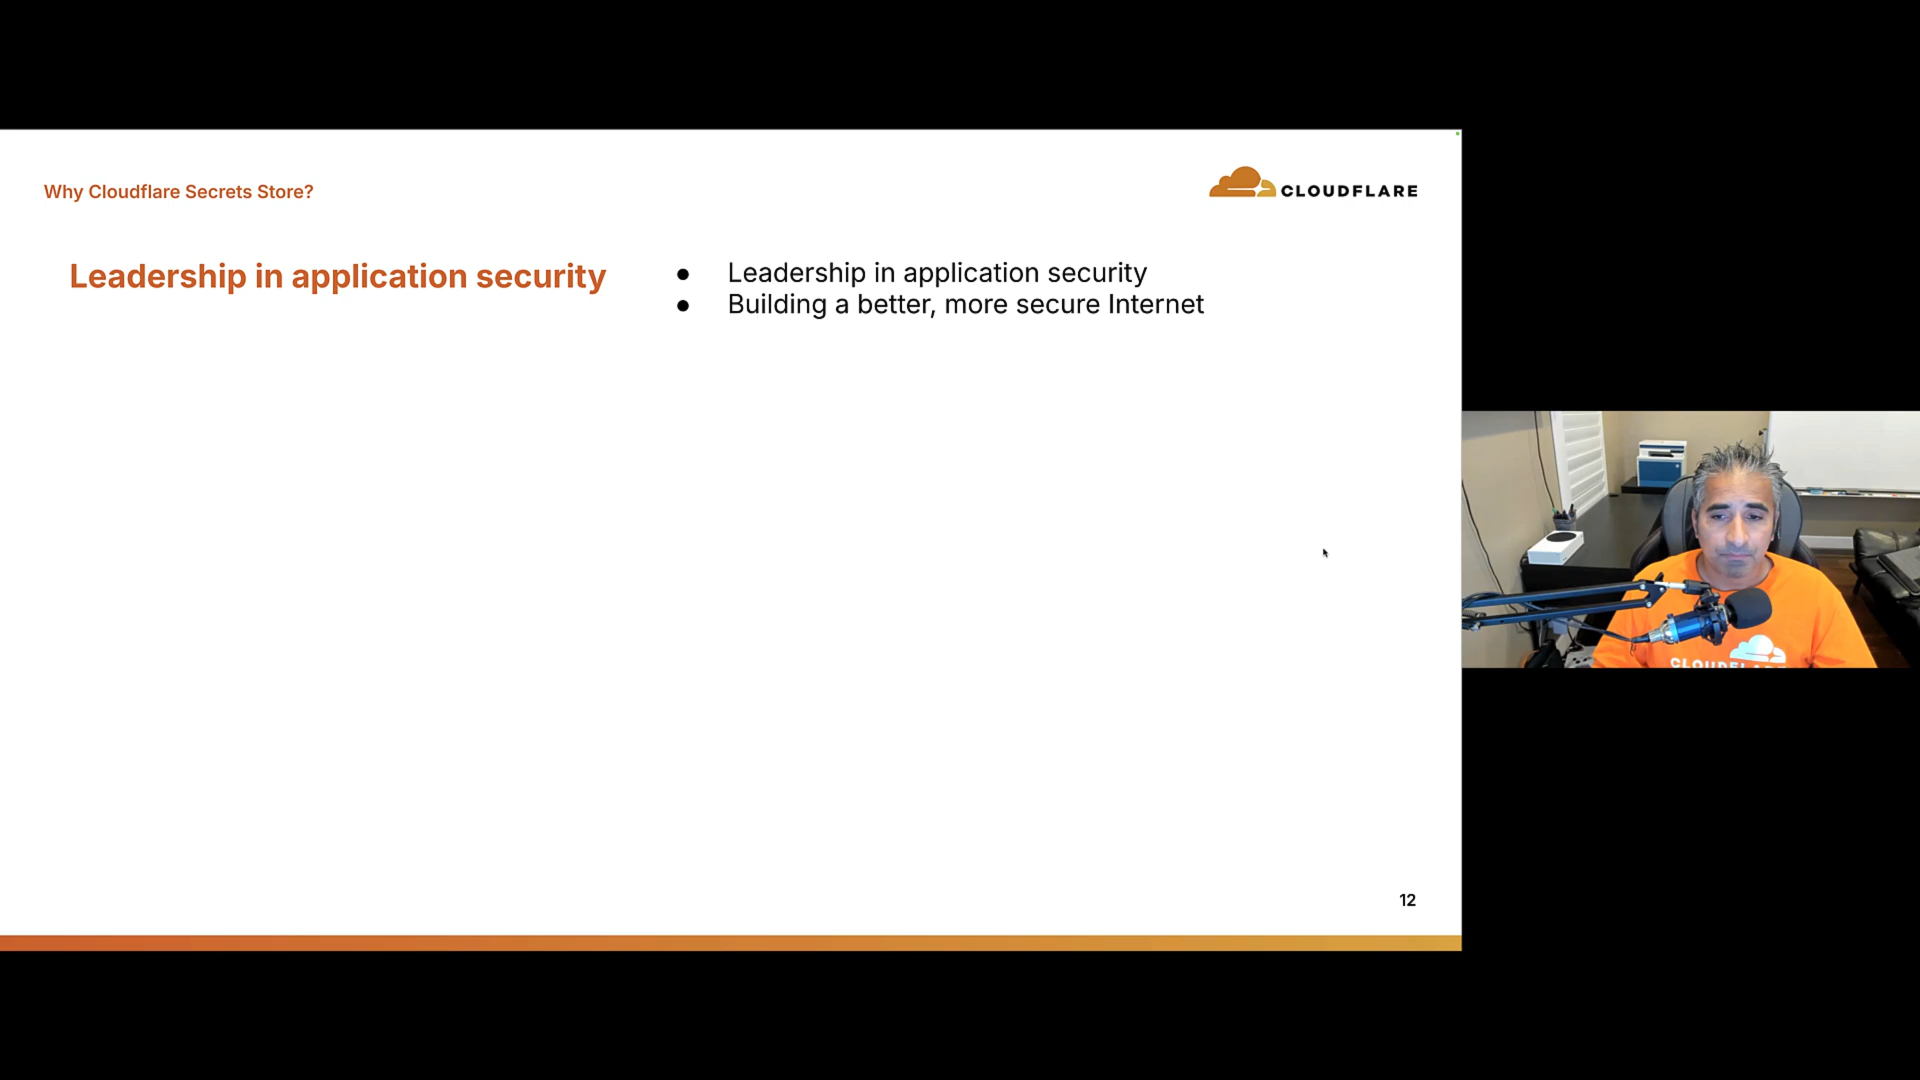 Why Cloudflare Secrets Store?
CLOUDFLARE
Leadership in application security
● Leadership in application security
● Building a better, more secure Internet
12
CLOUDFLARE